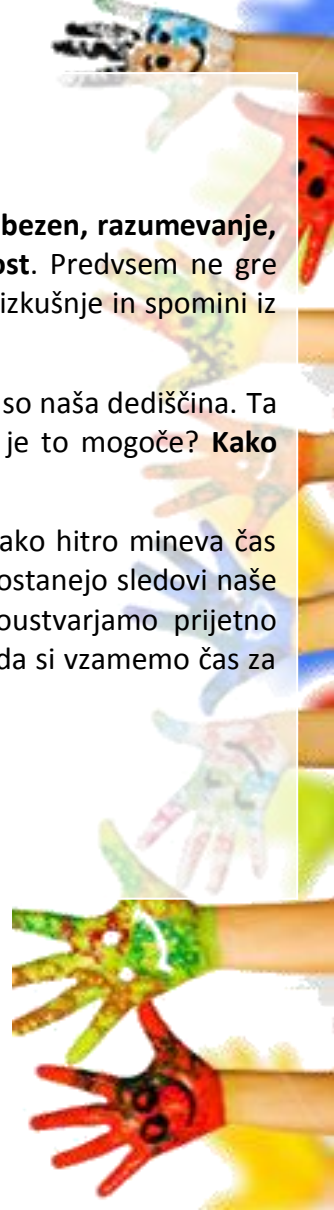 bezen, razumevanje,
ost. Predvsem ne gre
izkušnje in spomini iz
so naša dediščina. Ta
je to mogoče? Kako
ako hitro mineva čas
ostanejo sledovi naše
oustvarjamo prijetno
da si vzamemo čas za